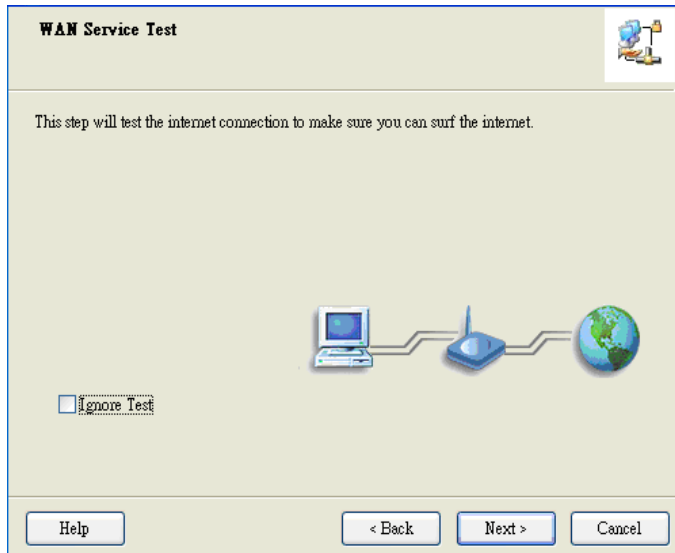 WAN Service Test
This step will test the internet connection to make sure you can surf the internet.
Ignore Test
Help
< Back
Next >
Cancel